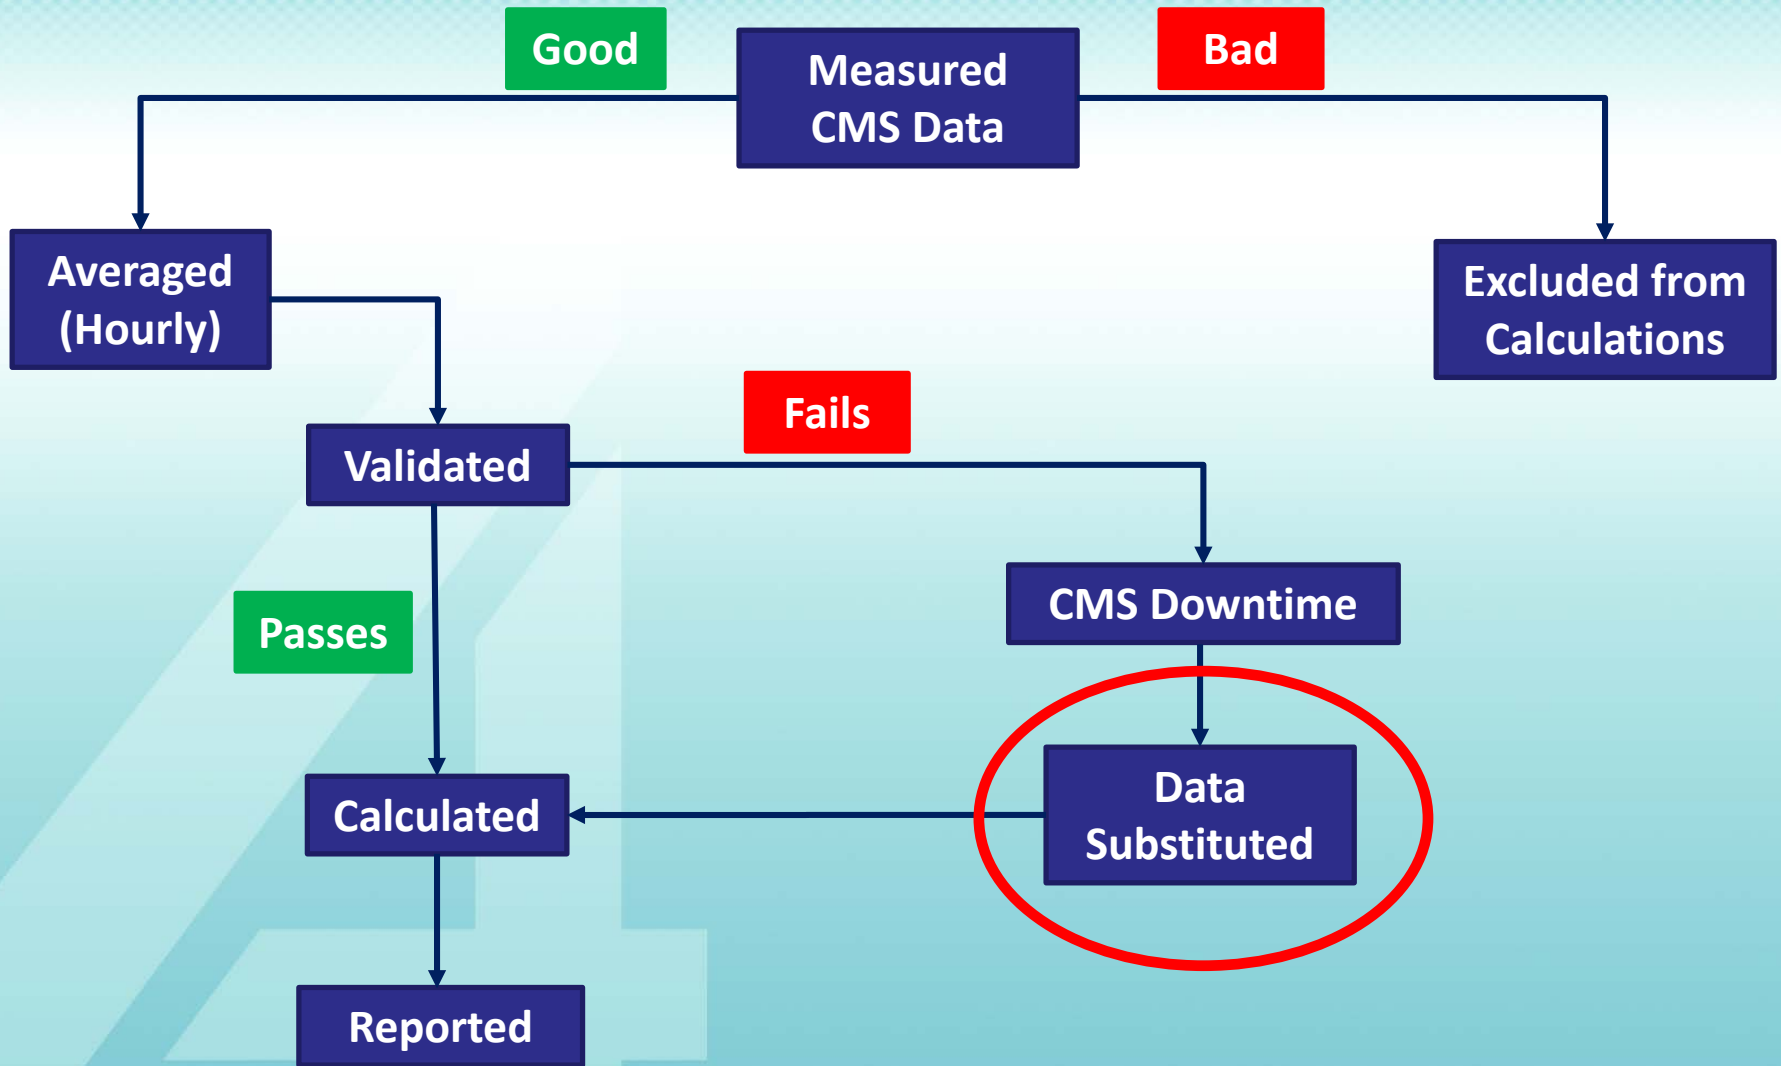 Good
Measured
CMS Data
Bad
Averaged
(Hourly)
Excluded from
Calculations
Validated
Fails
Passes
CMS Downtime
Calculated
Data
Substituted
Reported